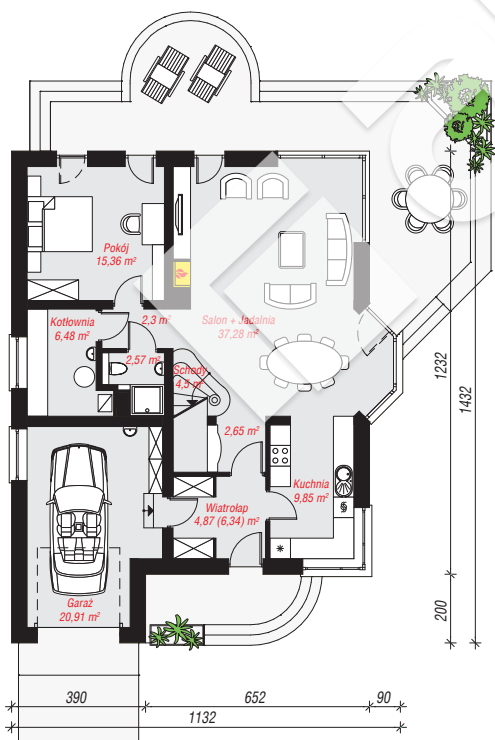 Pokój
15,36 m²
Kotłownia
6,48 m²
2,3 m²
Salon + Jadalnia
37,28 m²
2,57 m²
Schody
4,5 m²
2,65 m²
Kuchnia
9,85 m²
Wiatrołap
4,87 (6,34) m²
Garaż
20,91 m²
1232
1432
200
390
652
90
1132